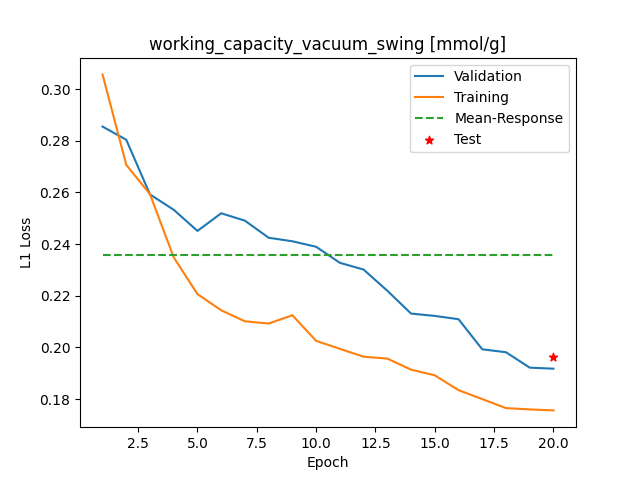 working_capacity_vacuum_swing [mmol/g]
Validation
Training
Mean-Response
Test
L1 Loss
0.30
0.28
0.26
0.24
0.22
0.20
0.18
2.5 5.0 7.5 10.0 12.5 15.0 17.5 20.0
Epoch